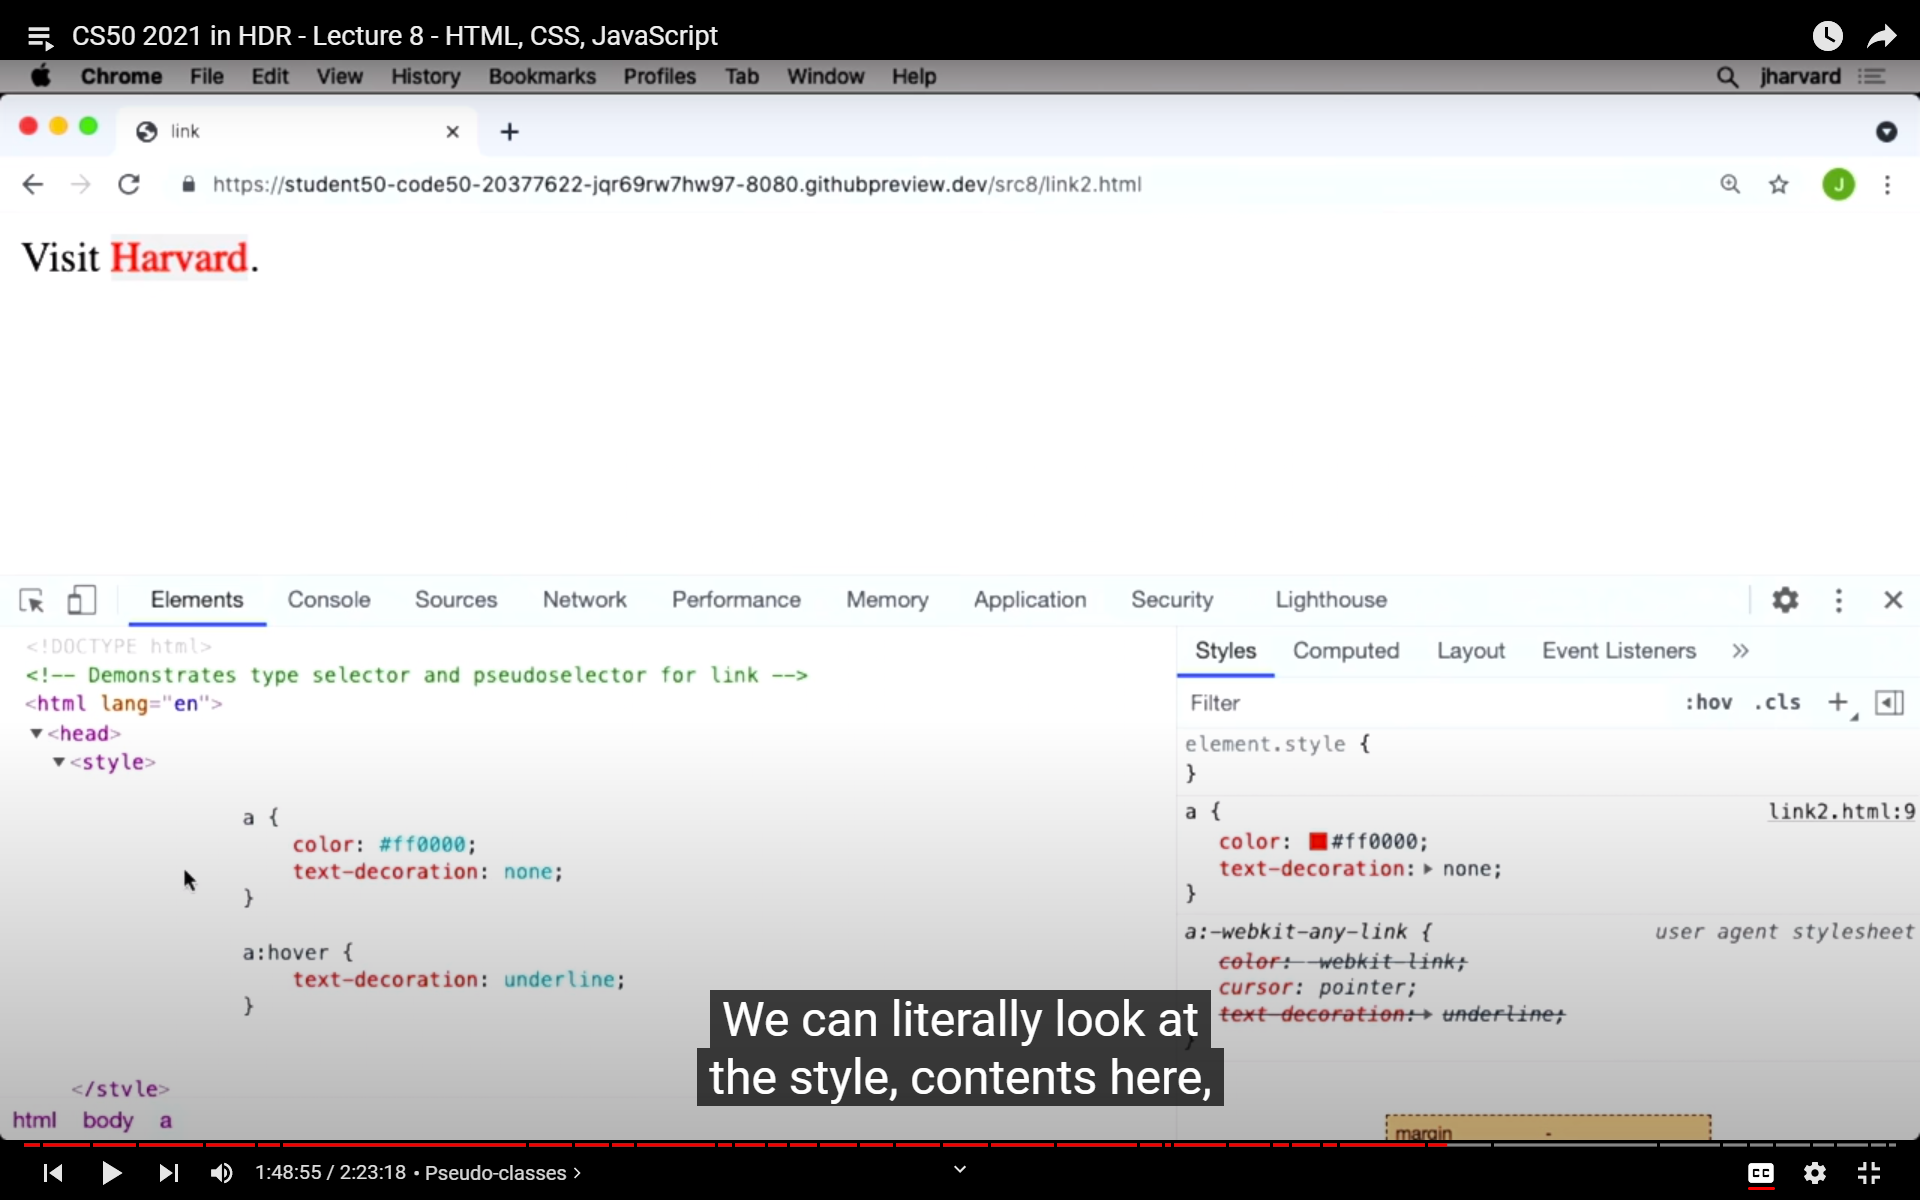 CS50 2021 in HDR - Lecture 8 - HTML, CSS, JavaScript
Chrome File Edit View History Bookmarks Profiles Tab Window Help jharvard
link
https://student50-code50-20377622-jqr69rw7hw97-8080.githubpreview.dev/src8/link2.html J
Visit Harvard.
Elements Console Sources Network Performance Memory Application Security Lighthouse
<!DOCTYPE html>
<!-- Demonstrates type selector and pseudoselector for link -->
<html lang="en">
<head>
<style>
a {
color: #ff0000;
text-decoration: none;
}
a:hover {
text-decoration: underline;
}
</style>
html body a
Styles Computed Layout Event Listeners »
Filter :hov .cls +
element.style {
}
a { link2.html:9
color: #ff0000;
text-decoration: none;
}
a:-webkit-any-link { user agent stylesheet
color: -webkit-link;
cursor: pointer;
text-decoration: underline;
}
margin -
We can literally look at
the style, contents here,
1:48:55 / 2:23:18 • Pseudo-classes > CC